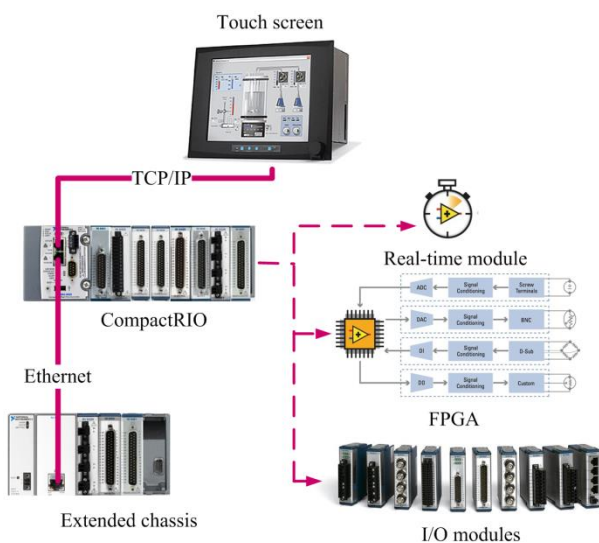 Touch screen
TCP/IP
CompactRIO
Real-time module
ADC
Signal
Conditioning
Screw
Terminals
DAC
Signal
Conditioning
BNC
DI
Signal
Conditioning
D-Sub
DO
Signal
Conditioning
Custom
FPGA
Ethernet
Extended chassis
I/O modules